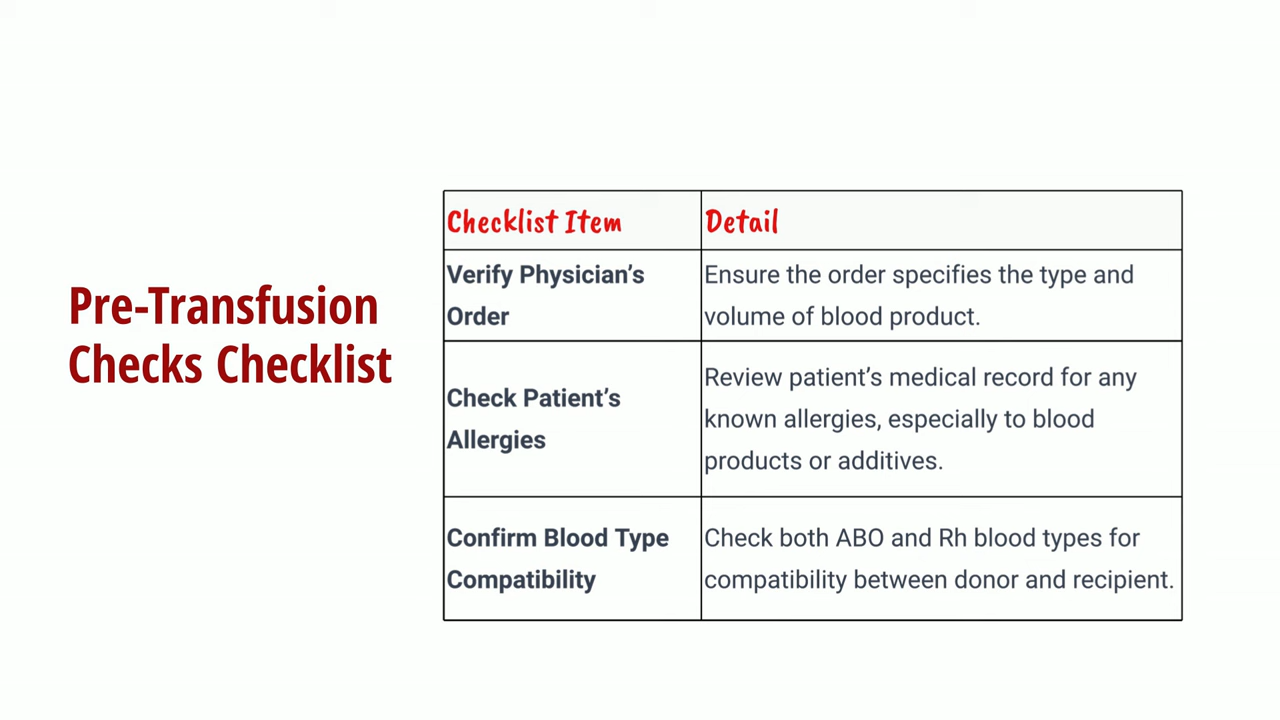 Pre-Transfusion
Checks Checklist
Checklist Item
Detail
Verify Physician’s
Order
Ensure the order specifies the type and
volume of blood product.
Check Patient’s
Allergies
Review patient’s medical record for any
known allergies, especially to blood
products or additives.
Confirm Blood Type
Compatibility
Check both ABO and Rh blood types for
compatibility between donor and recipient.